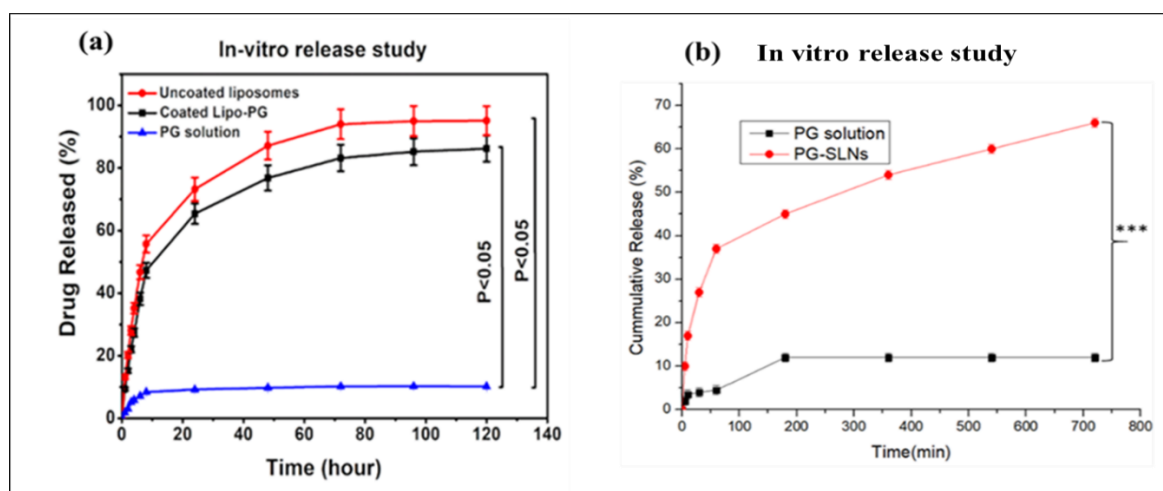 (a)
In-vitro release study
Uncoated liposomes
Coated Lipo-PG
PG solution
Drug Released (%)
100
80
60
40
20
0
0 20 40 60 80 100 120 140
Time (hour)
P<0.05
P<0.05
(b) In vitro release study
PG solution
PG-SLNs
Cummulative Release (%)
70
60
50
40
30
20
10
0
0 100 200 300 400 500 600 700 800
Time(min)
***